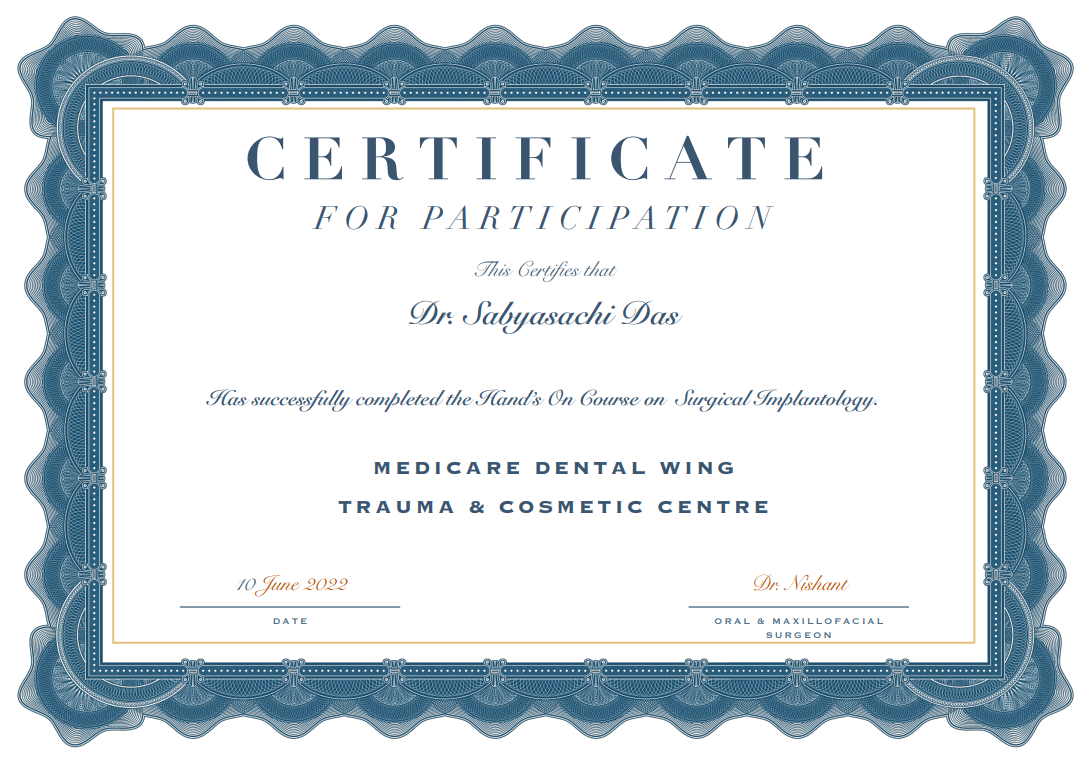 CERTIFICATE
FOR PARTICIPATION
This Certifies that
Dr. Sabyasachi Das
Has successfully completed the Hand's On Course on Surgical Implantology.
MEDICARE DENTAL WING
TRAUMA & COSMETIC CENTRE
10 June 2022
DATE
Dr. Nishant
ORAL & MAXILLOFACIAL
SURGEON